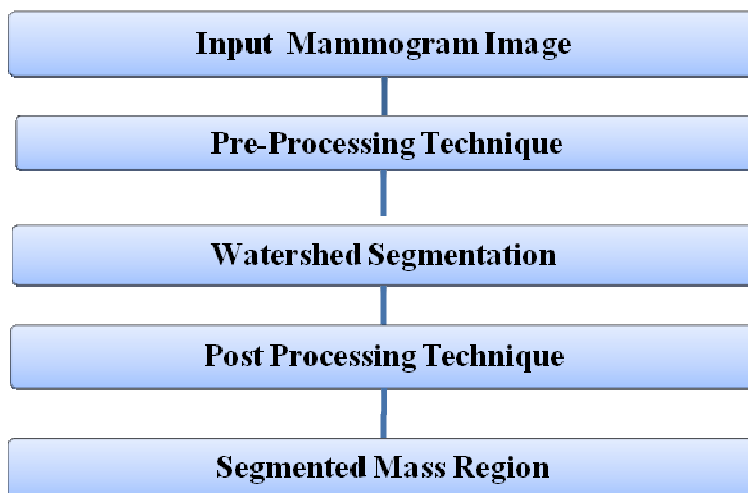 Input Mammogram Image
Pre-Processing Technique
Watershed Segmentation
Post Processing Technique
Segmented Mass Region